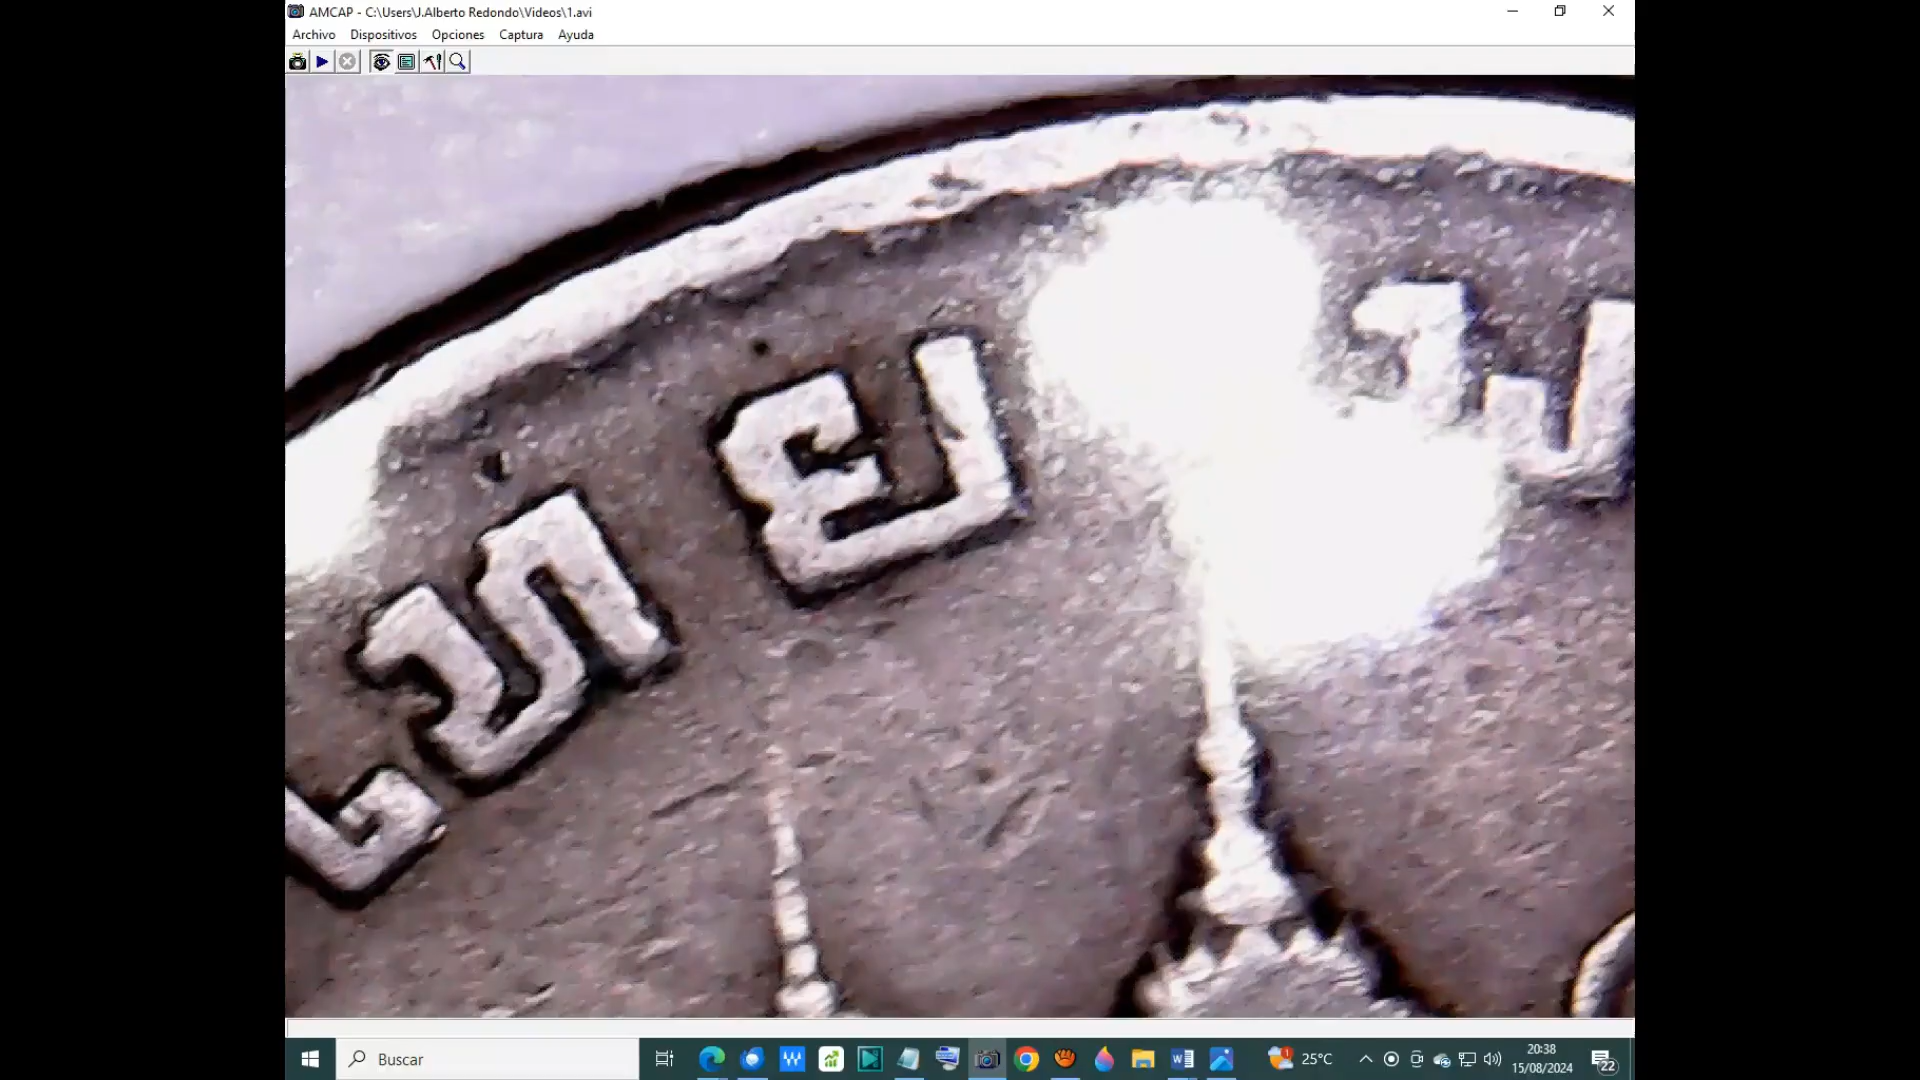 AMCAP - C:\Users\J.Alberto Redondo\Videos\1.avi
Archivo Dispositivos Opciones Captura Ayuda
Buscar
25°C
20:38
15/08/2024
22